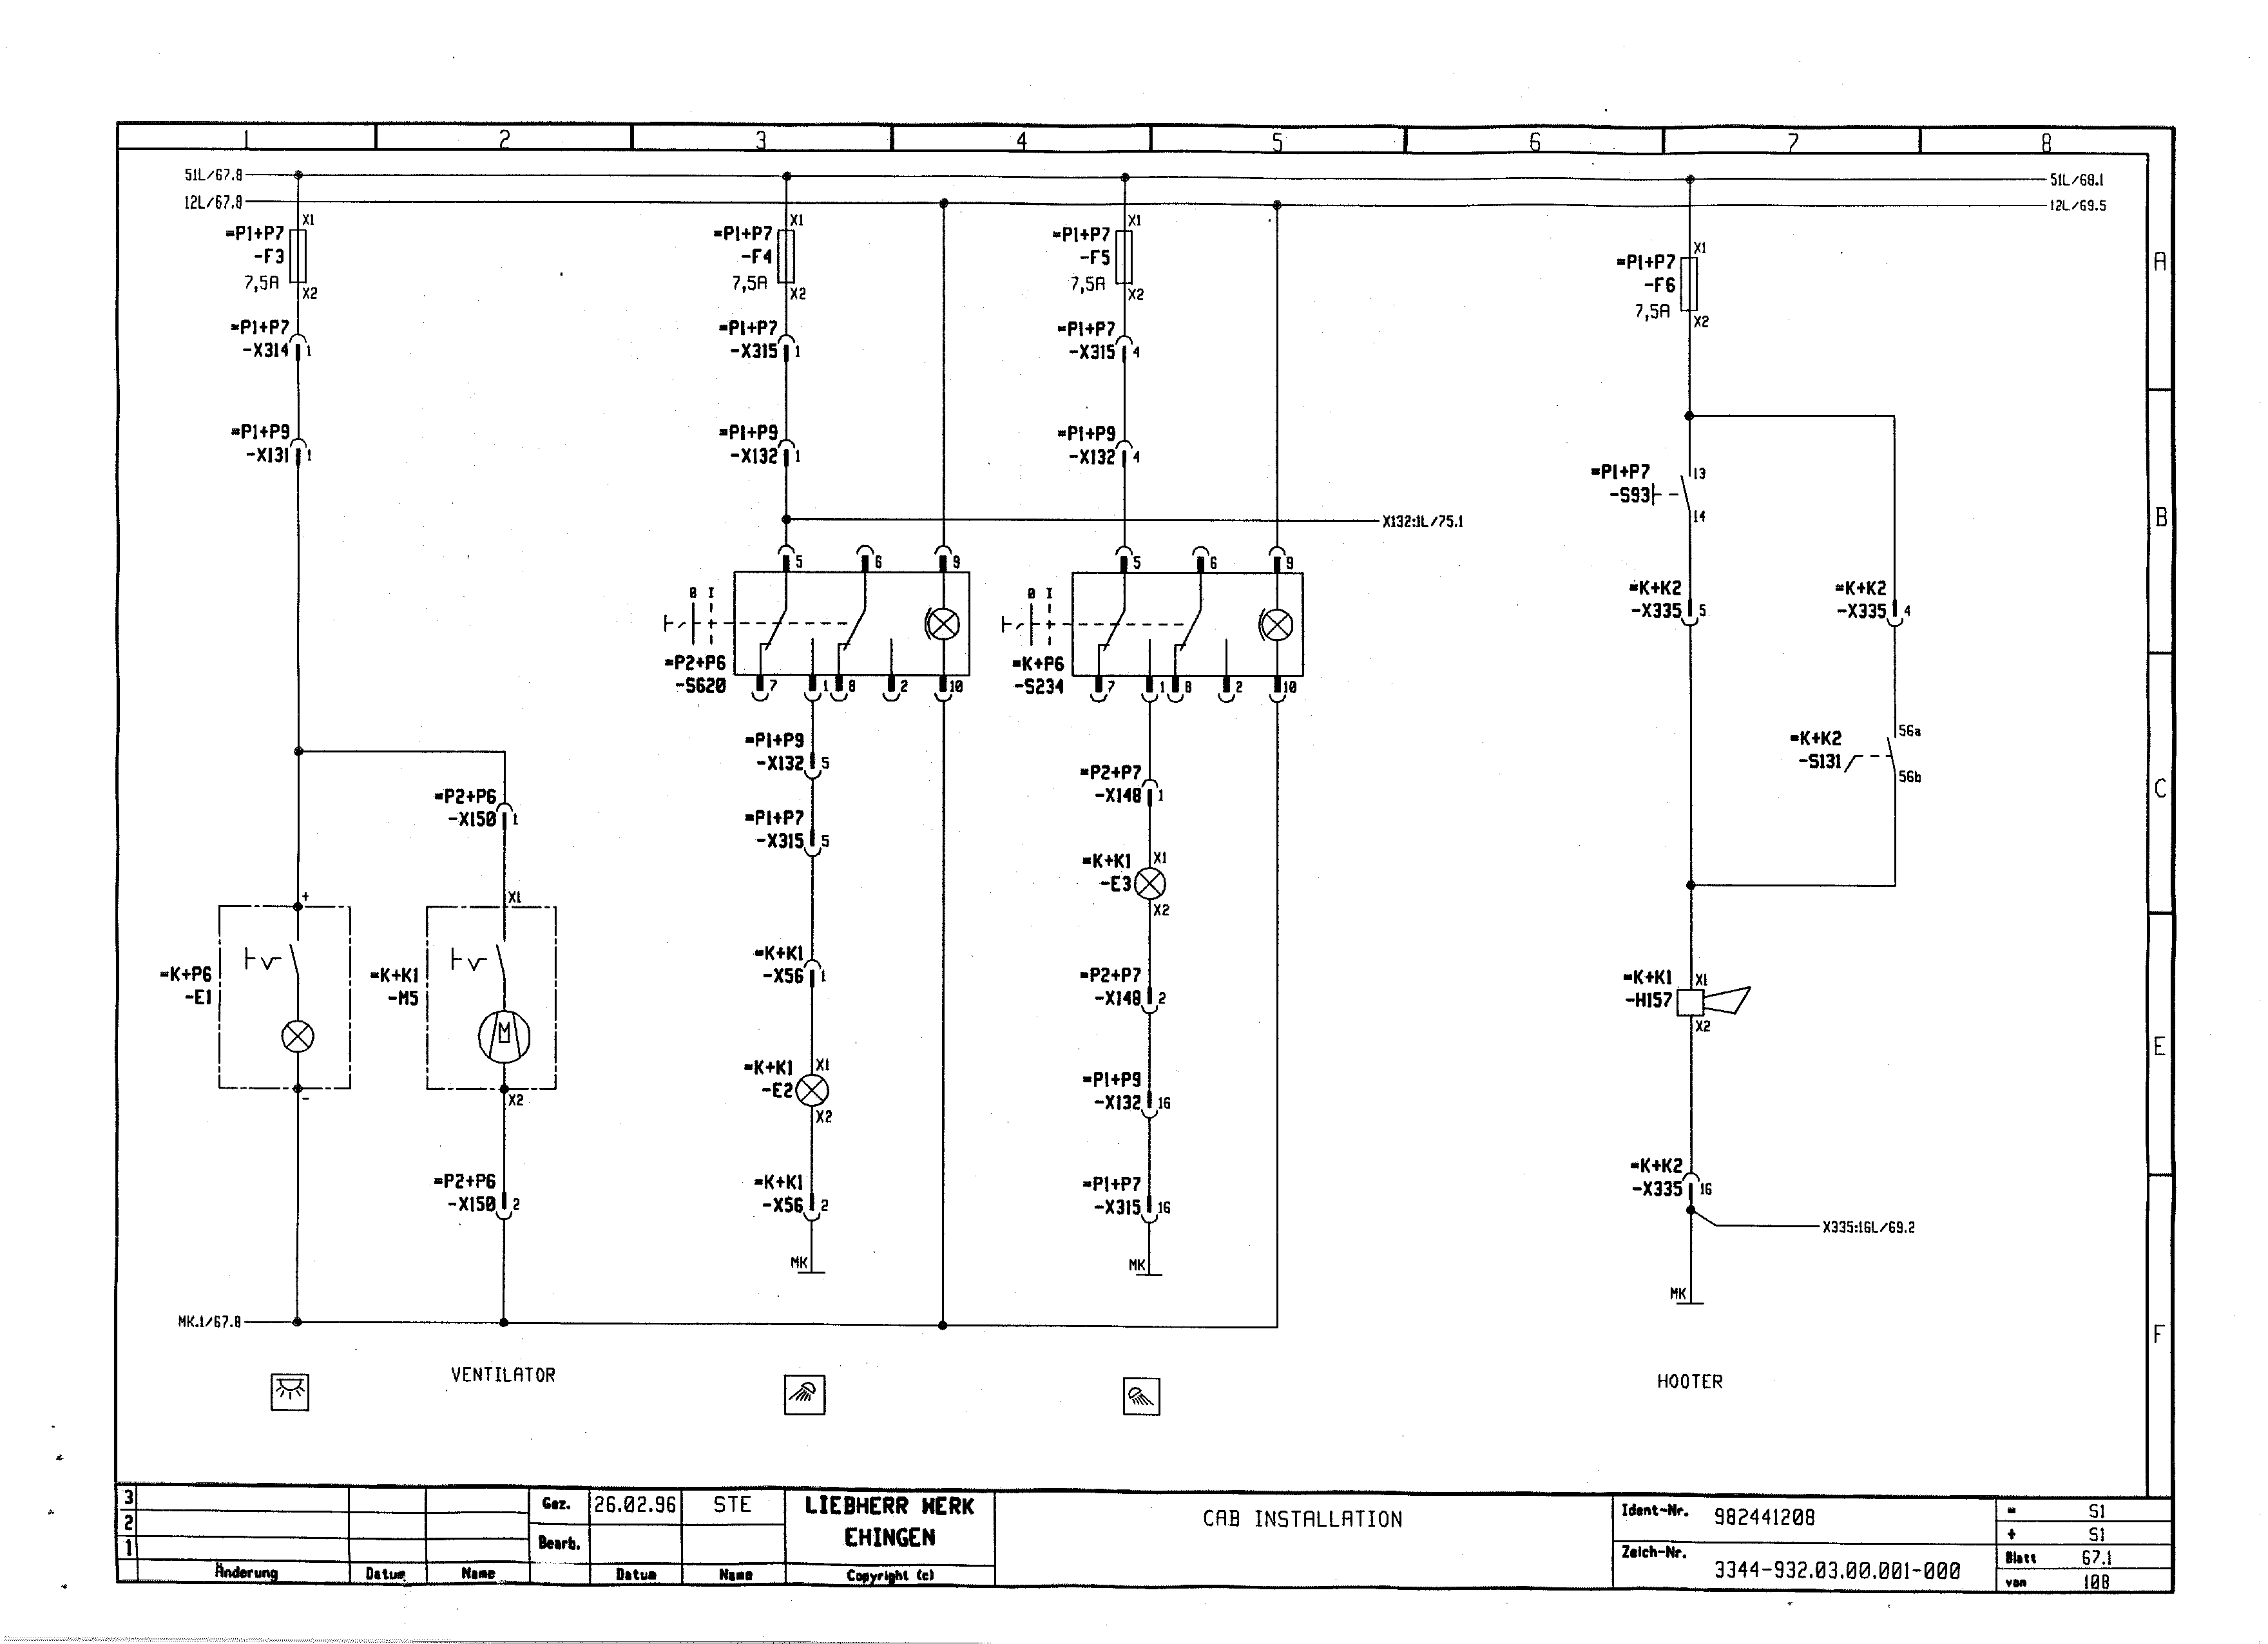 1 2 3 4 5 6 7 8
51L/67.8 51L/68.1
12L/67.8 12L/69.5
X1 X1 X1
=P1+P7 =P1+P7 =P1+P7 X1
-F3 -F4 -F5 =P1+P7
7,5A 7,5A 7,5A -F6
X2 X2 X2 7,5A X2
A
=P1+P7 =P1+P7 =P1+P7
-X314 1 -X315 1 -X315 4
=P1+P9 =P1+P9 =P1+P9
-X131 1 -X132 1 -X132 4
=P1+P7 13
-S93 14
B
X132:1L/75.1
5 6 9 5 6 9
0 I 0 I
=K+K2 =K+K2
-X335 5 -X335 4
=P2+P6 =K+P6
-S620 -S234
7 1 8 2 10 7 1 8 2 10
=P1+P9 =K+K2 56a
-X132 5 -S131 56b
=P2+P7
-X148 1
C
=P2+P6 =P1+P7
-X150 1 -X315 5
=K+K1 X1
-E3 X2
+ X1
=K+P6 =K+K1 =K+K1 =P2+P7 =K+K1 X1
-E1 -M5 -X56 1 -X148 2 -H157 X2
M
E
=K+K1 X1 =P1+P9
-E2 X2 -X132 16
- X2
=P2+P6 =K+K1 =P1+P7 =K+K2
-X150 2 -X56 2 -X315 16 -X335 16
X335:16L/69.2
MK MK MK
MK.1/67.8
F
VENTILATOR HOOTER
3 Gez. 26.02.96 STE LIEBHERR WERK CAB INSTALLATION Ident-Nr. 982441208 = S1
2 EHINGEN + S1
1 Bearb. Zeich-Nr. 3344-932.03.00.001-000 Blatt 67.1
Änderung Datum Name Datum Name Copyright (c) von 108